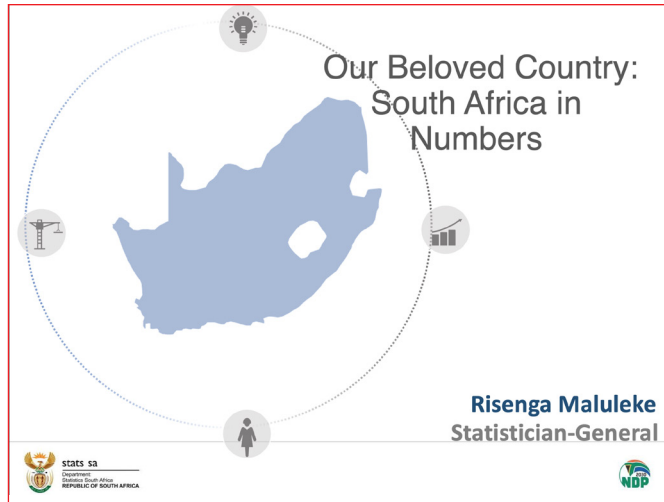 Our Beloved Country:
South Africa in
Numbers
Risenga Maluleke
Statistician-General
stats sa
Department:
Statistics South Africa
REPUBLIC OF SOUTH AFRICA
NDP